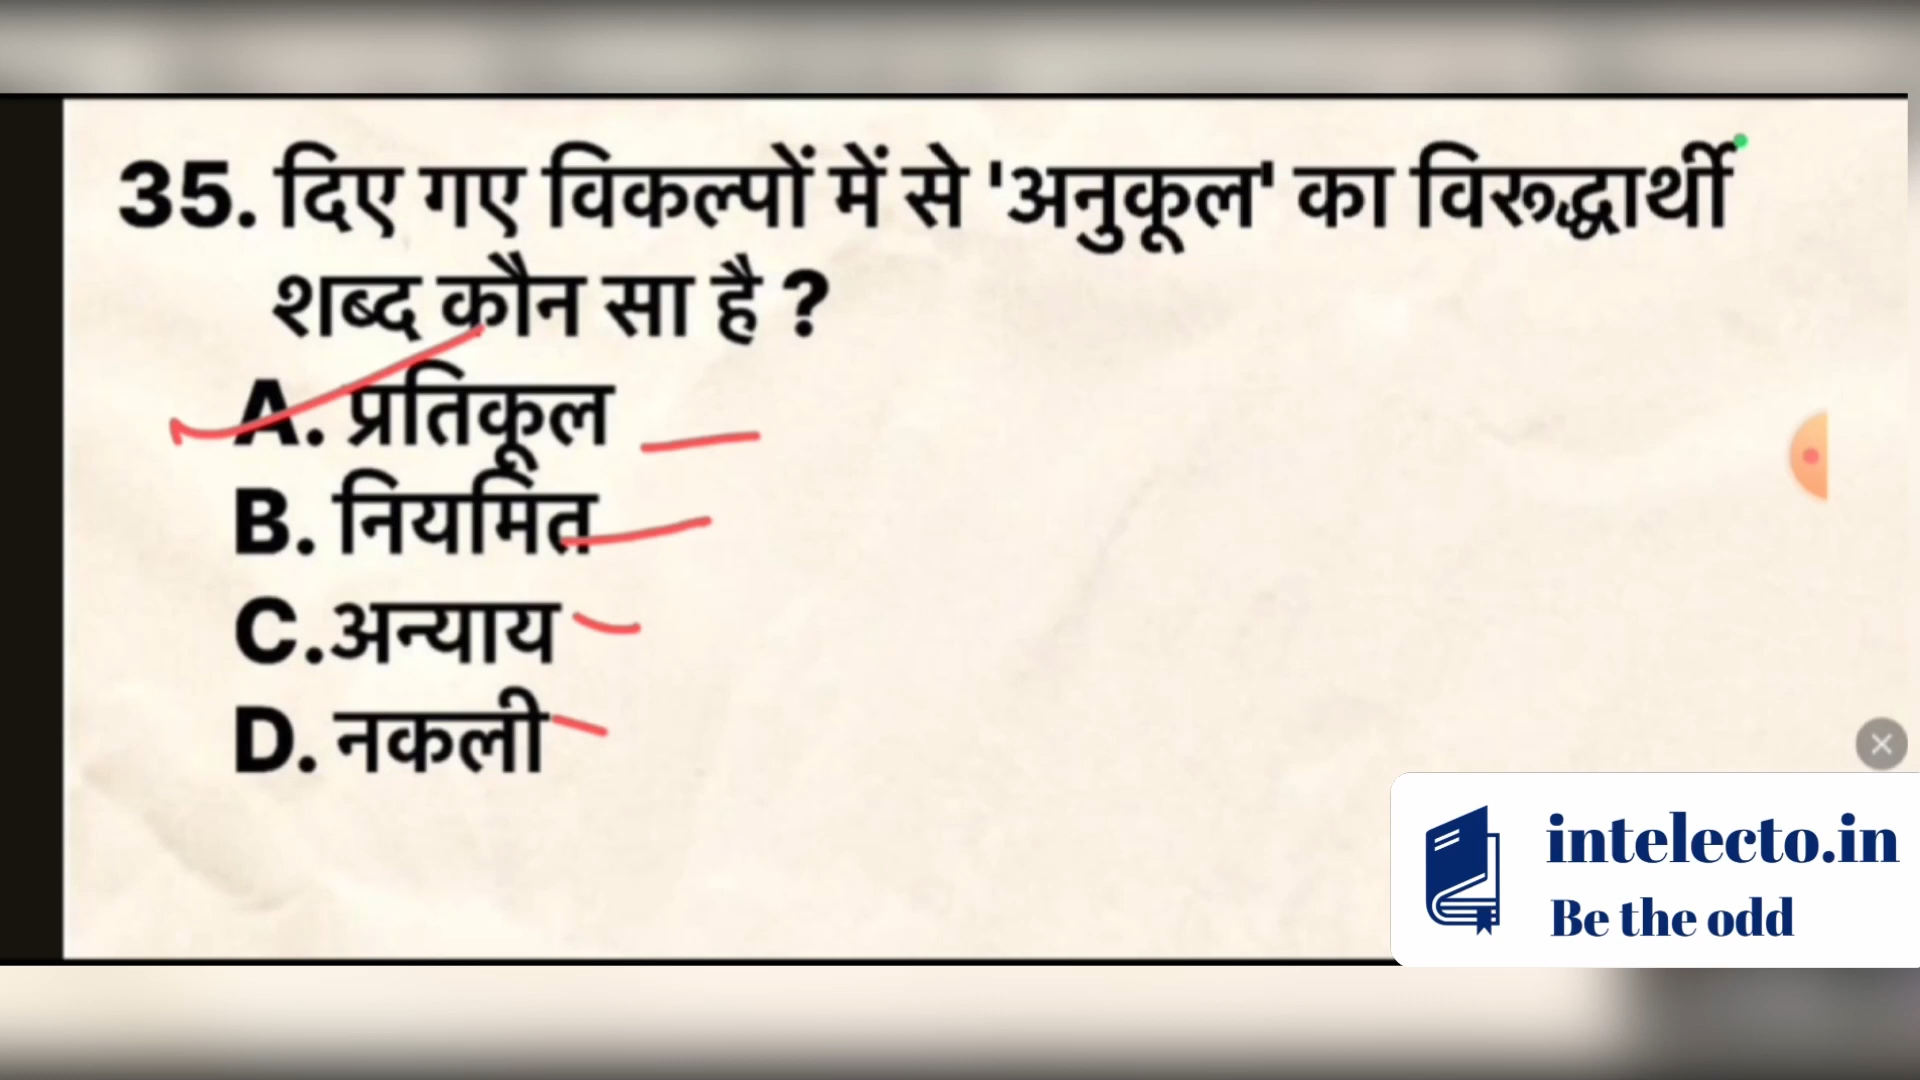 35. दिए गए विकल्पों में से 'अनुकूल' का विरूद्धार्थी
शब्द कौन सा है ?
A. प्रतिकूल
B. नियमित
C.अन्याय
D. नकली
intelecto.in
Be the odd